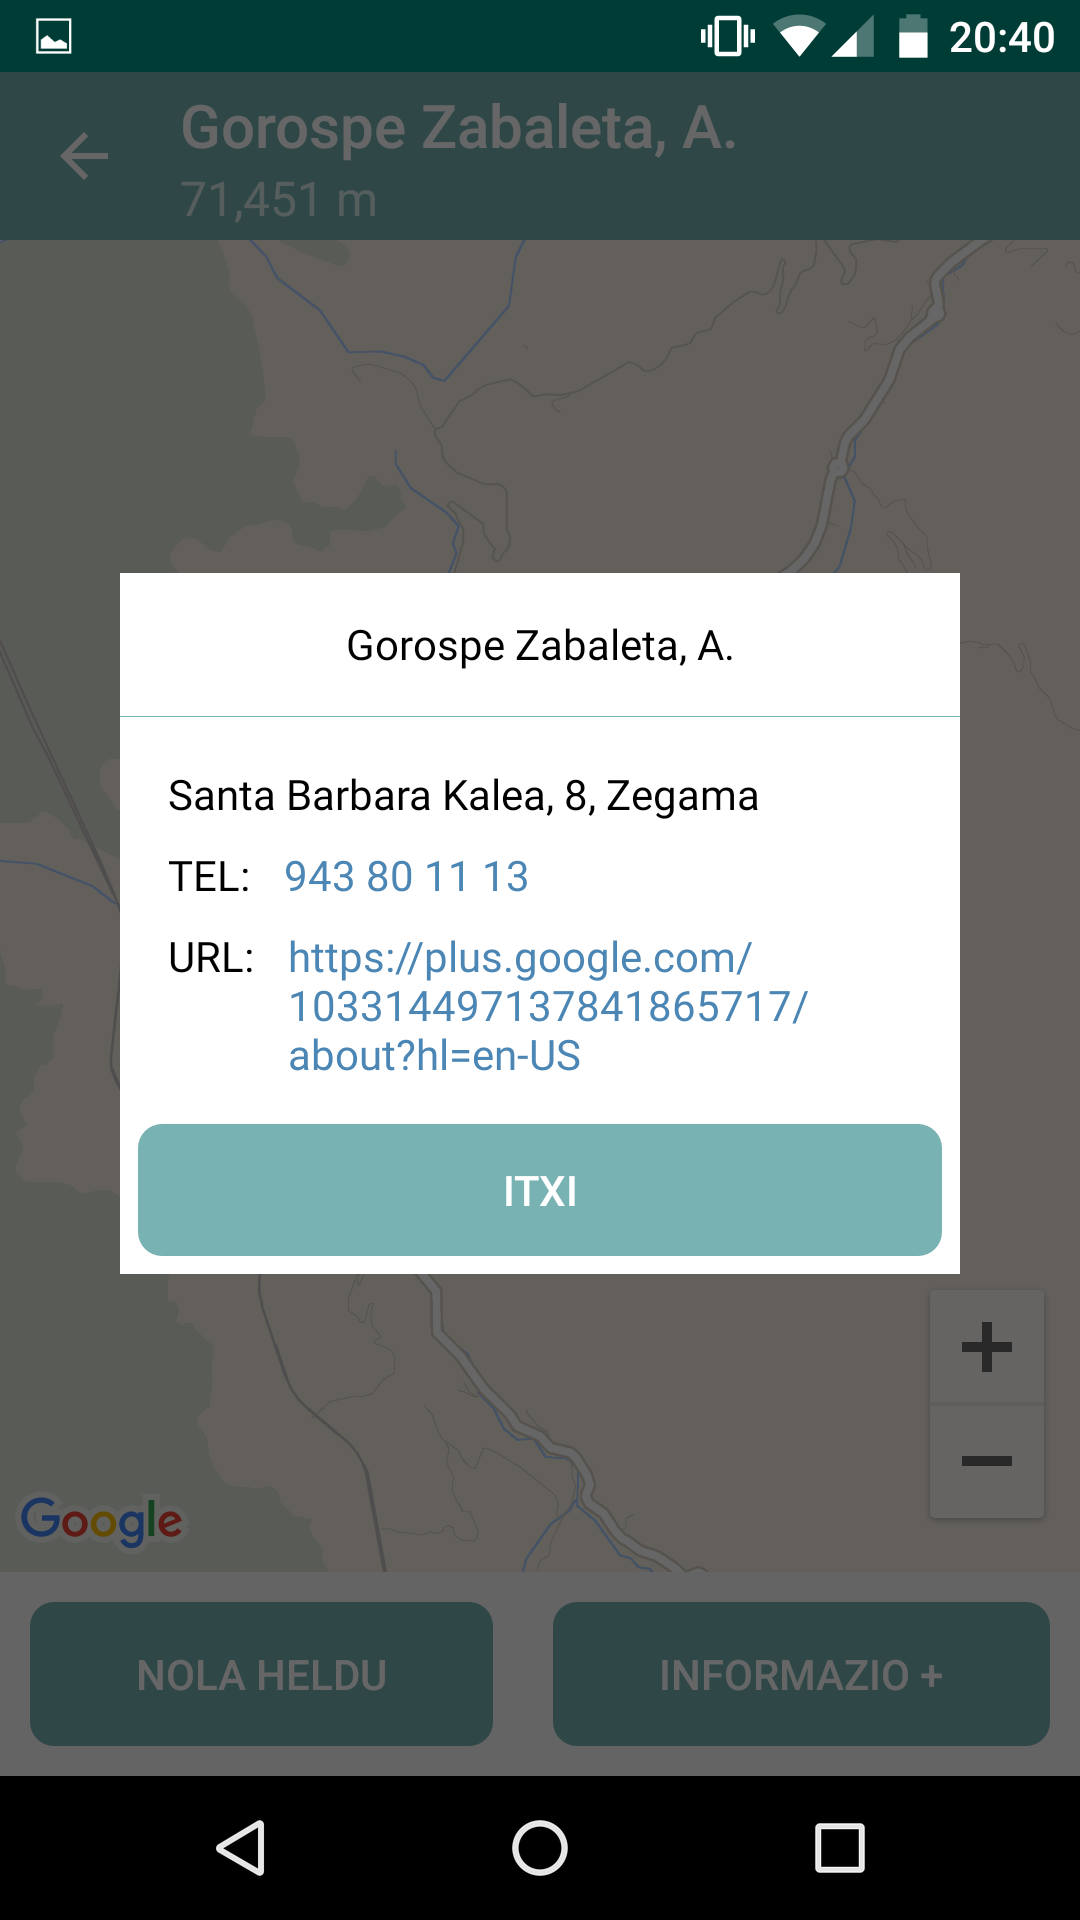 20:40
Gorospe Zabaleta, A.
71,451 m
Gorospe Zabaleta, A.
Santa Barbara Kalea, 8, Zegama
TEL: 943 80 11 13
URL: https://plus.google.com/
103314497137841865717/
about?hl=en-US
ITXI
Google
NOLA HELDU
INFORMAZIO +